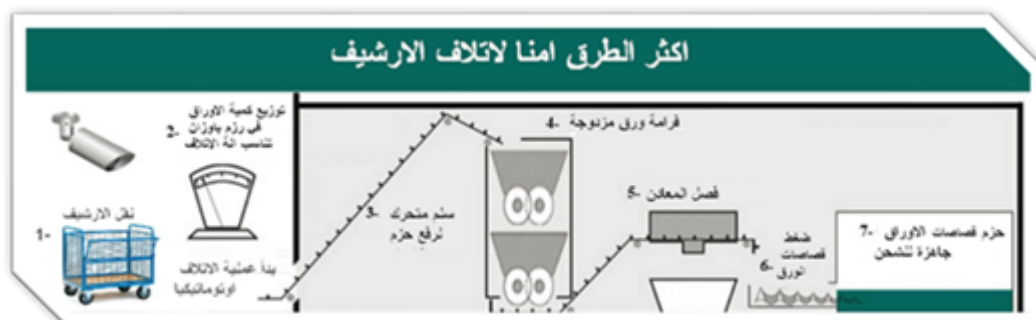 اكثر الطرق امنا لاتلاف الارشيف
1-
نقل الارشيف
2-
توزيع كمية الاوراق
في رزم باوزان
تناسب الة الاتلاف
بدأ عملية الاتلاف
اوتوماتيكيا
3-
سلم متحرك
لرفع حزم
4- فرامة ورق مزدوجة
5- فصل المعادن
6-
ضغط
قصاصات
الورق
7- حزم قصاصات الاوراق
جاهزة للشحن